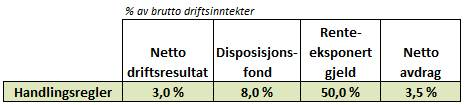 % av brutto driftsinntekter
Netto driftsresultat
Disposisjons-
fond
Rente-
eksponert
gjeld
Netto
avdrag
Handlingsregler 3,0 % 8,0 % 50,0 % 3,5 %